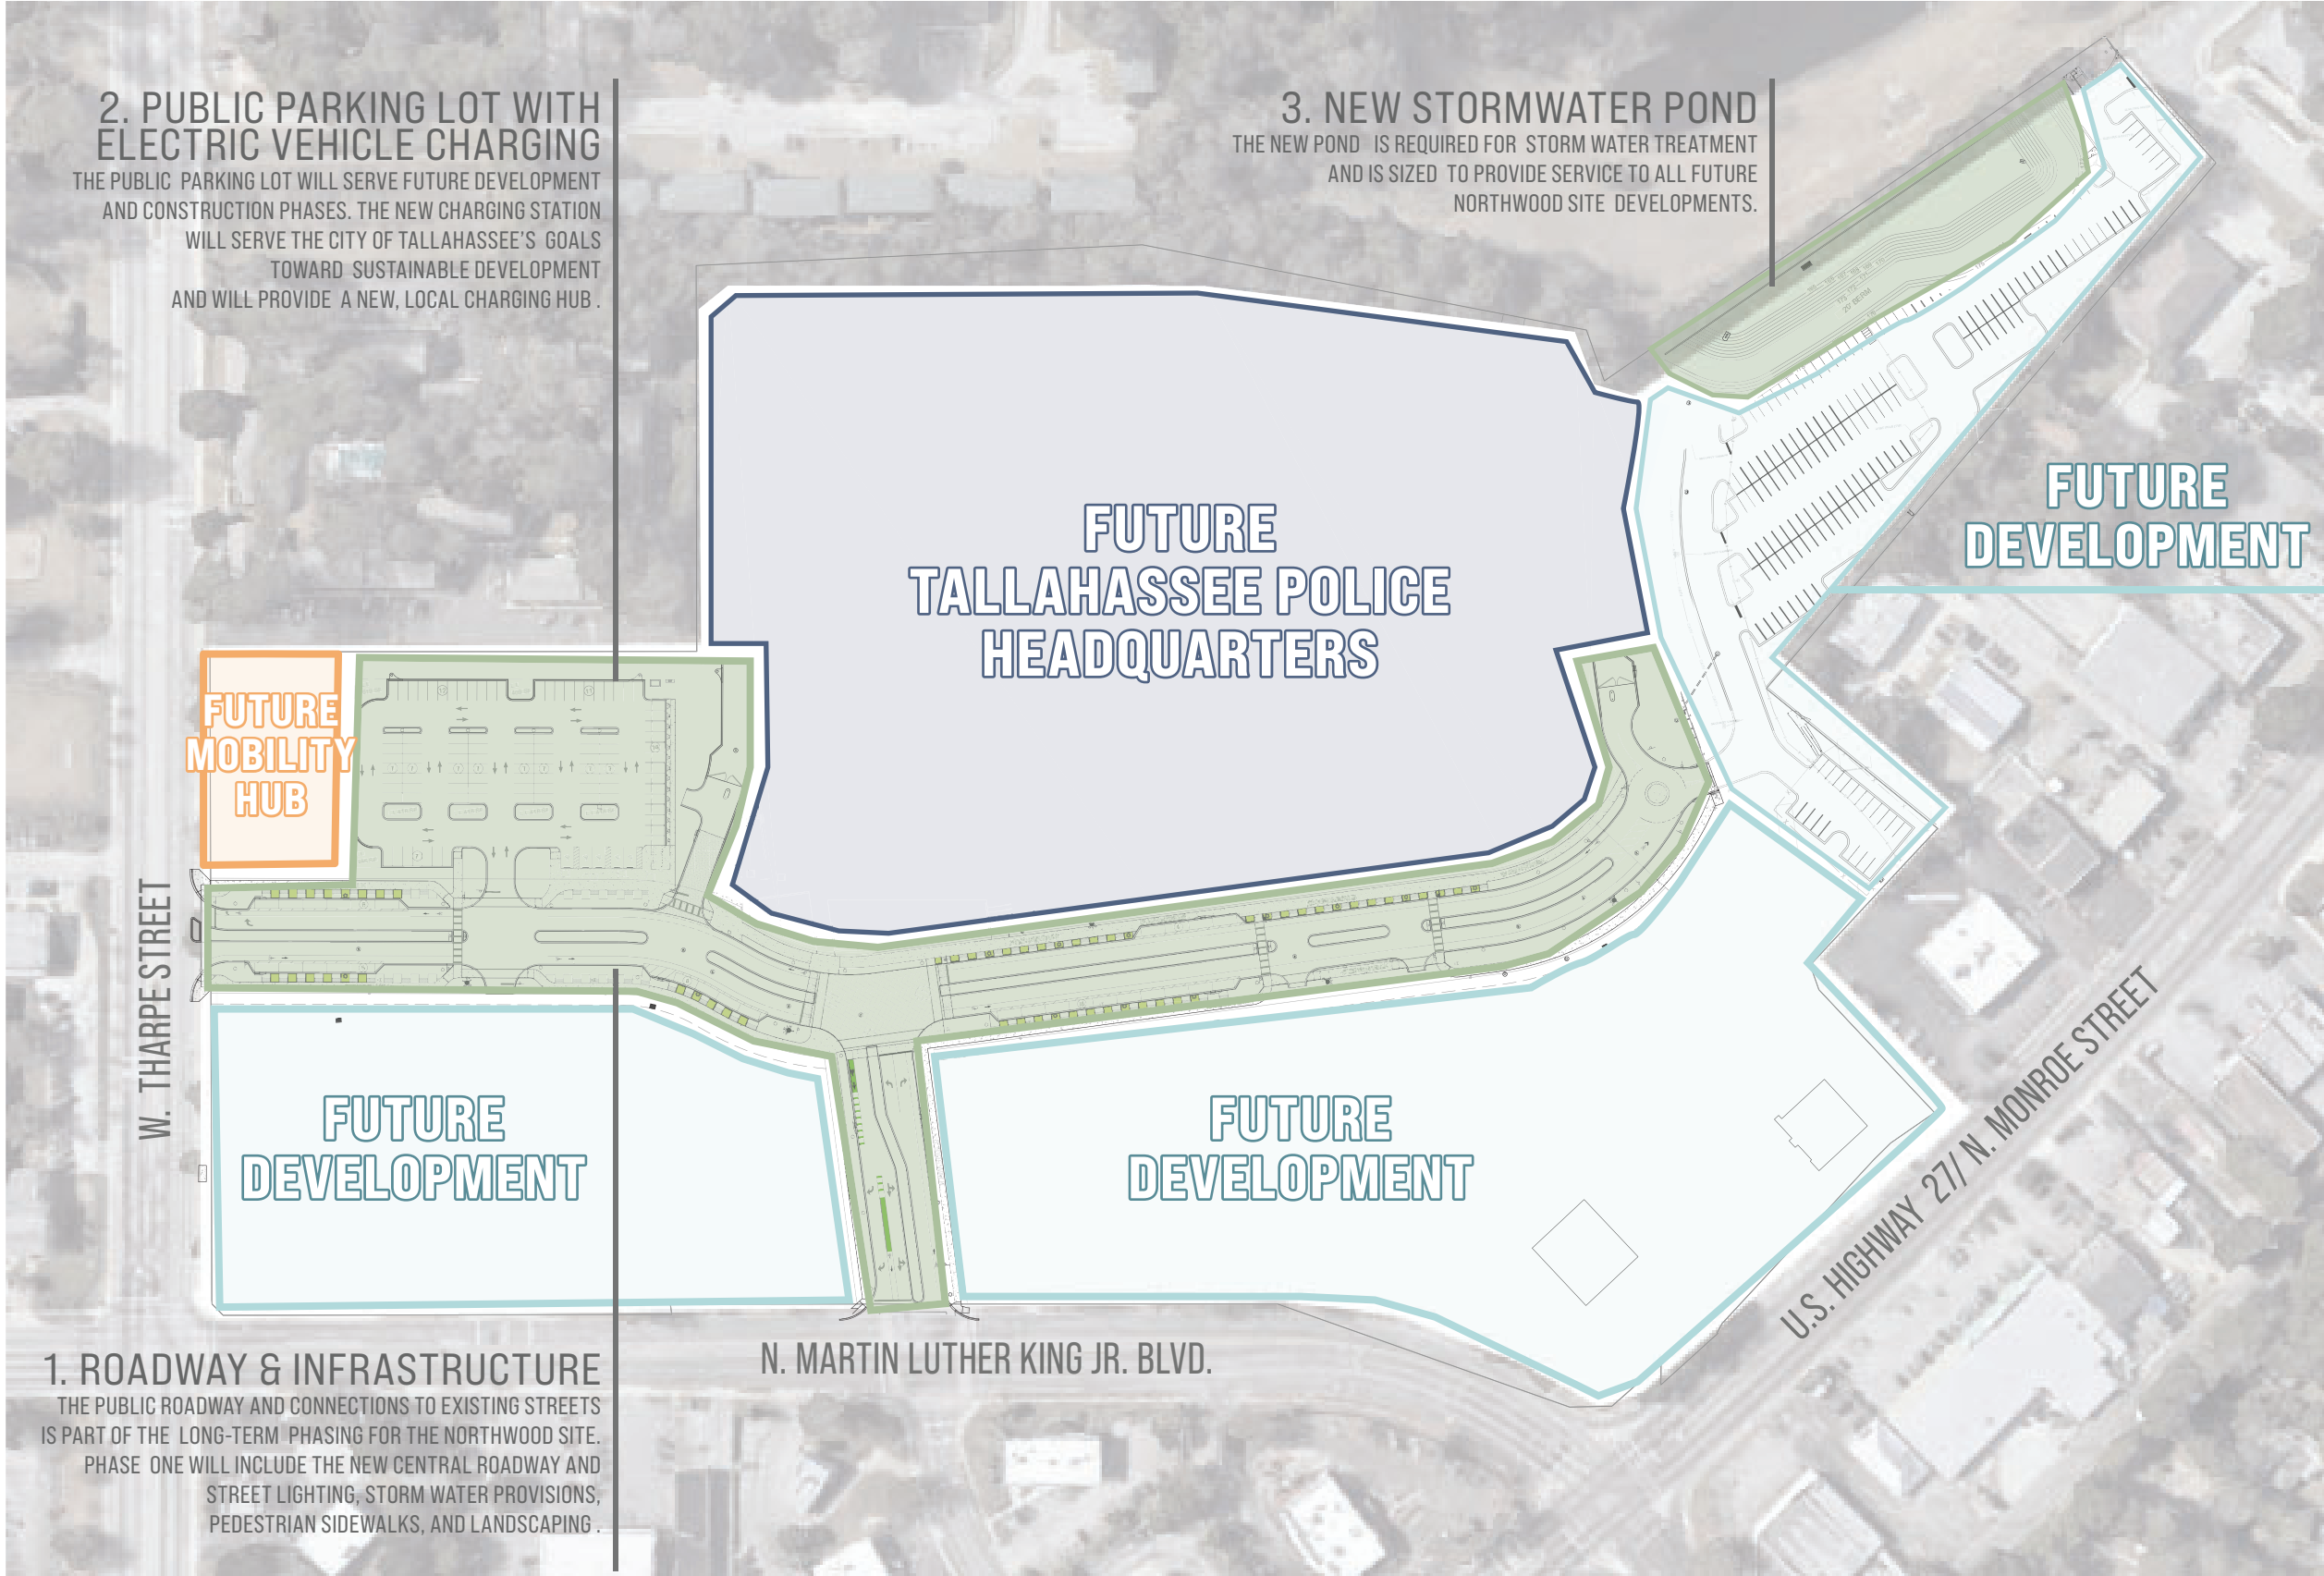 2. PUBLIC PARKING LOT WITH
ELECTRIC VEHICLE CHARGING
THE PUBLIC PARKING LOT WILL SERVE FUTURE DEVELOPMENT
AND CONSTRUCTION PHASES. THE NEW CHARGING STATION
WILL SERVE THE CITY OF TALLAHASSEE'S GOALS
TOWARD SUSTAINABLE DEVELOPMENT
AND WILL PROVIDE A NEW, LOCAL CHARGING HUB .
3. NEW STORMWATER POND
THE NEW POND IS REQUIRED FOR STORM WATER TREATMENT
AND IS SIZED TO PROVIDE SERVICE TO ALL FUTURE
NORTHWOOD SITE DEVELOPMENTS.
20' BERM
FUTURE
DEVELOPMENT
FUTURE
TALLAHASSEE POLICE
HEADQUARTERS
FUTURE
MOBILITY
HUB
W. THARPE STREET
FUTURE
DEVELOPMENT
FUTURE
DEVELOPMENT
U.S. HIGHWAY 27/ N. MONROE STREET
N. MARTIN LUTHER KING JR. BLVD.
1. ROADWAY & INFRASTRUCTURE
THE PUBLIC ROADWAY AND CONNECTIONS TO EXISTING STREETS
IS PART OF THE LONG-TERM PHASING FOR THE NORTHWOOD SITE.
PHASE ONE WILL INCLUDE THE NEW CENTRAL ROADWAY AND
STREET LIGHTING, STORM WATER PROVISIONS,
PEDESTRIAN SIDEWALKS, AND LANDSCAPING .